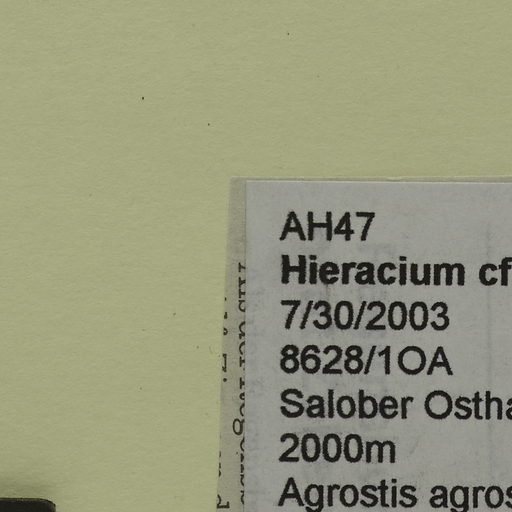 AH47
Hieracium cf
7/30/2003
8628/1OA
Salober Ostha
2000m
Agrostis agros